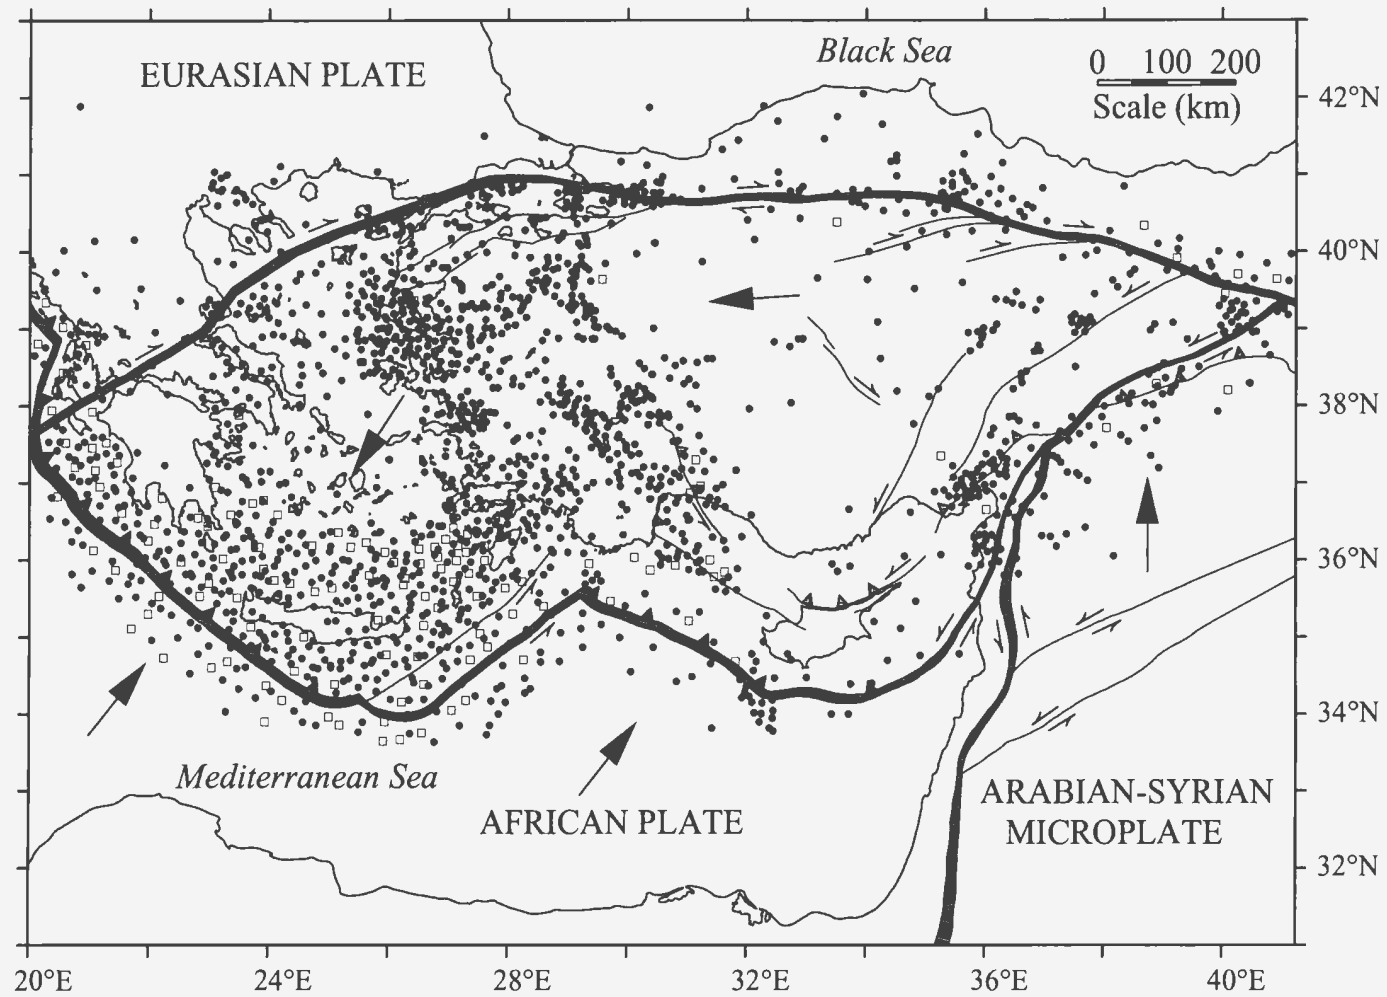 Black Sea
EURASIAN PLATE
0 100 200
Scale (km)
42°N
40°N
38°N
36°N
34°N
Mediterranean Sea
AFRICAN PLATE
ARABIAN-SYRIAN
MICROPLATE
32°N
20°E 24°E 28°E 32°E 36°E 40°E